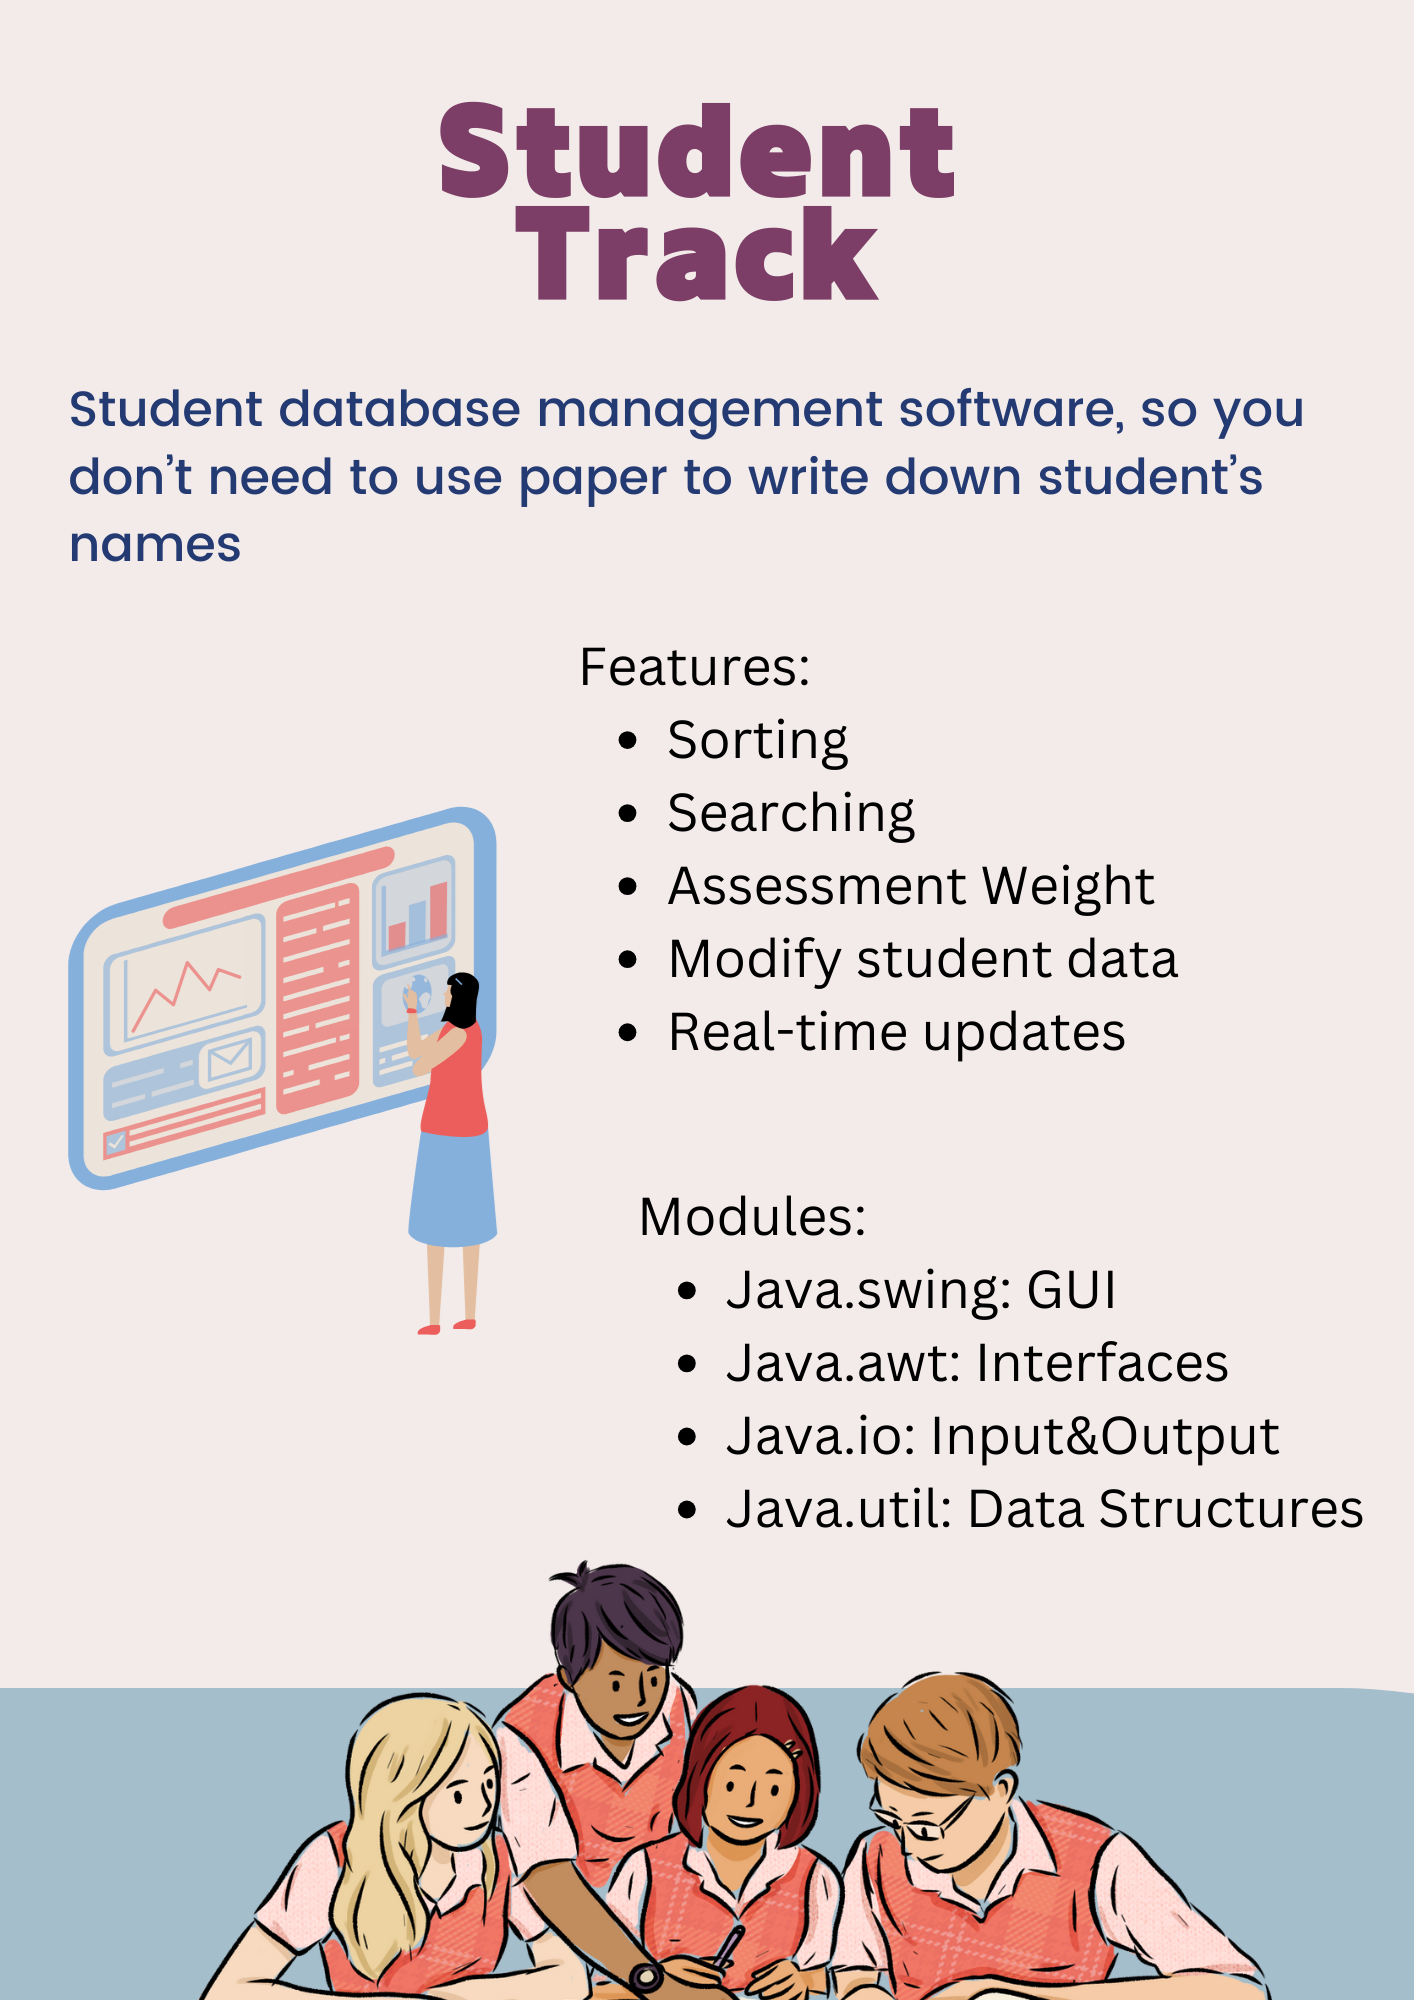 Student
Track
Student database management software, so you
don’t need to use paper to write down student’s
names
Features:
• Sorting
• Searching
• Assessment Weight
• Modify student data
• Real-time updates
Modules:
• Java.swing: GUI
• Java.awt: Interfaces
• Java.io: Input&Output
• Java.util: Data Structures